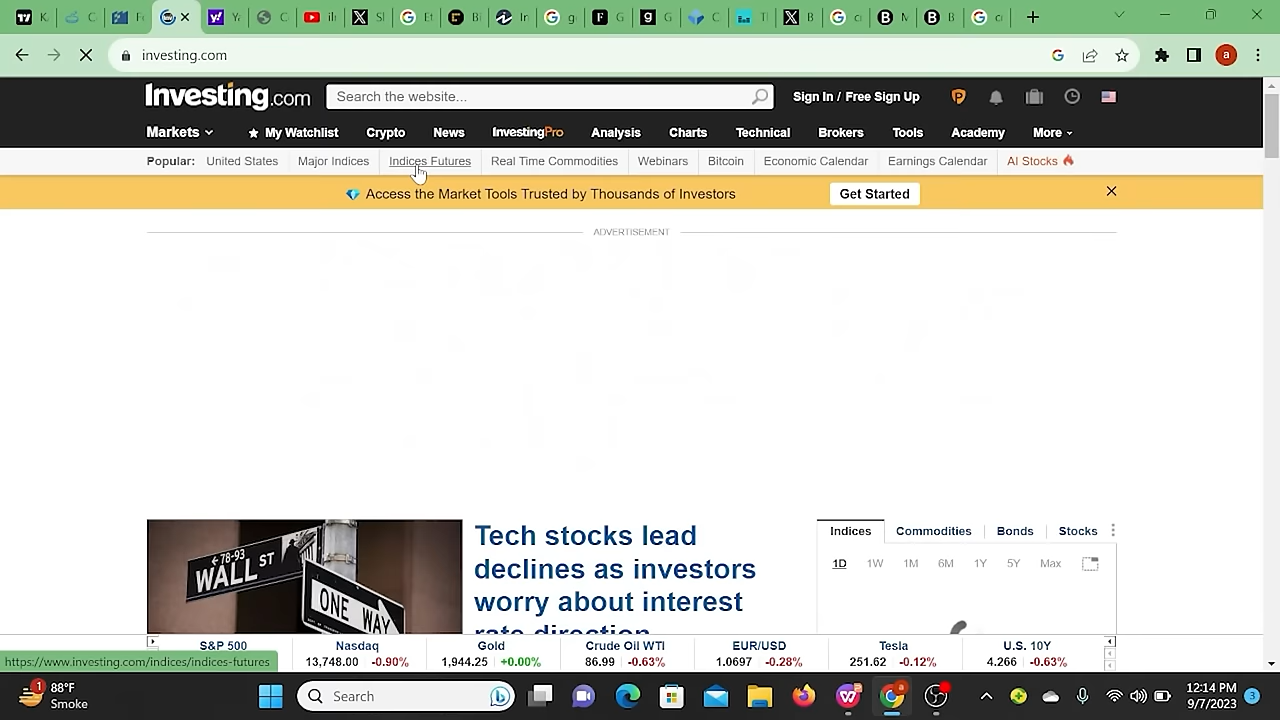 investing.com
Investing.com
Search the website...
Sign In / Free Sign Up
Markets
My Watchlist
Crypto
News
InvestingPro
Analysis
Charts
Technical
Brokers
Tools
Academy
More
Popular:
United States
Major Indices
Indices Futures
Real Time Commodities
Webinars
Bitcoin
Economic Calendar
Earnings Calendar
AI Stocks
Access the Market Tools Trusted by Thousands of Investors
Get Started
ADVERTISEMENT
78-93
WALL ST
ONE WAY
Tech stocks lead
declines as investors
worry about interest
rate direction
Indices
Commodities
Bonds
Stocks
1D
1W
1M
6M
1Y
5Y
Max
S&P 500
Nasdaq
13,748.00 -0.90%
Gold
1,944.25 +0.00%
Crude Oil WTI
86.99 -0.63%
EUR/USD
1.0697 -0.28%
Tesla
251.62 -0.12%
U.S. 10Y
4.266 -0.63%
https://www.investing.com/indices/indices-futures
1
88°F
Smoke
Search
12:14 PM
9/7/2023
3